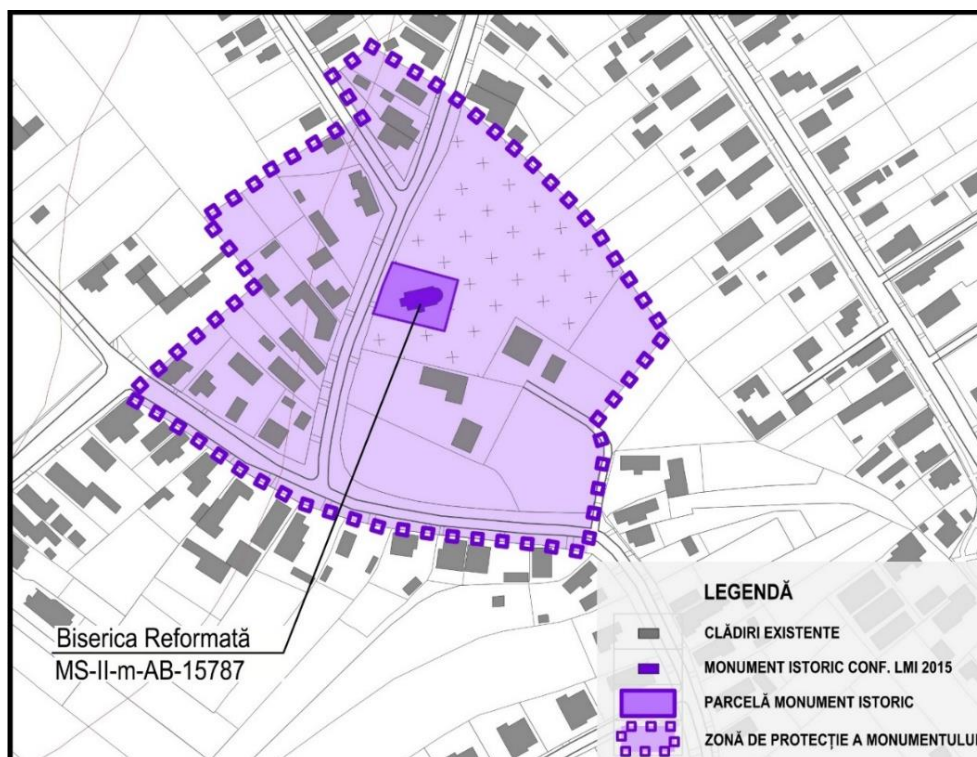 Biserica Reformată
MS-II-m-AB-15787
LEGENDĂ
CLĂDIRI EXISTENTE
MONUMENT ISTORIC CONF. LMI 2015
PARCELĂ MONUMENT ISTORIC
ZONĂ DE PROTECŢIE A MONUMENTULUI